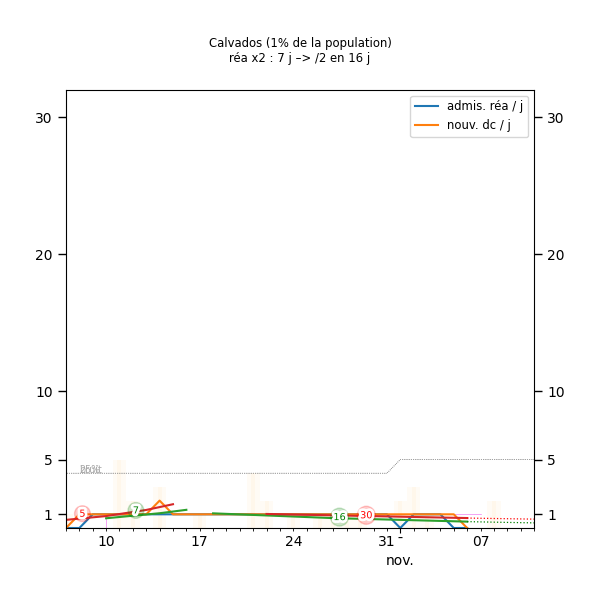 Calvados (1% de la population)
réa x2 : 7 j –> /2 en 16 j
admis. réa / j
nouv. dc / j
30 30
20 20
10 10
5 5
1 1
5 7 16 30
10 17 24 31 - 07
nov.